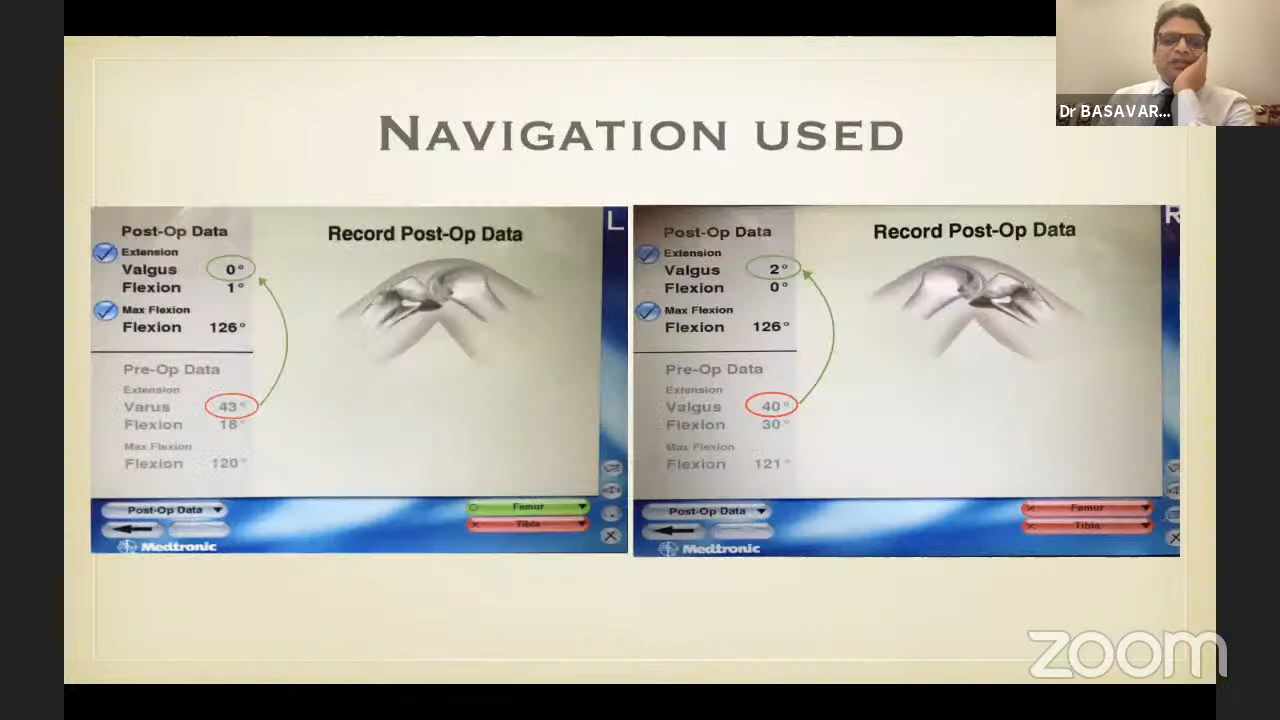 Dr BASAVAR...
NAVIGATION USED
L
Post-Op Data
Record Post-Op Data
Extension
Valgus 0°
Flexion 1°
Max Flexion
Flexion 126°
Pre-Op Data
Extension
Varus 43°
Flexion 18°
Max Flexion
Flexion 120°
Post-Op Data
Femur
Tibia
Medtronic
R
Post-Op Data
Record Post-Op Data
Extension
Valgus 2°
Flexion 0°
Max Flexion
Flexion 126°
Pre-Op Data
Extension
Valgus 40°
Flexion 30°
Max Flexion
Flexion 121°
Post-Op Data
Femur
Tibia
Medtronic
zoom